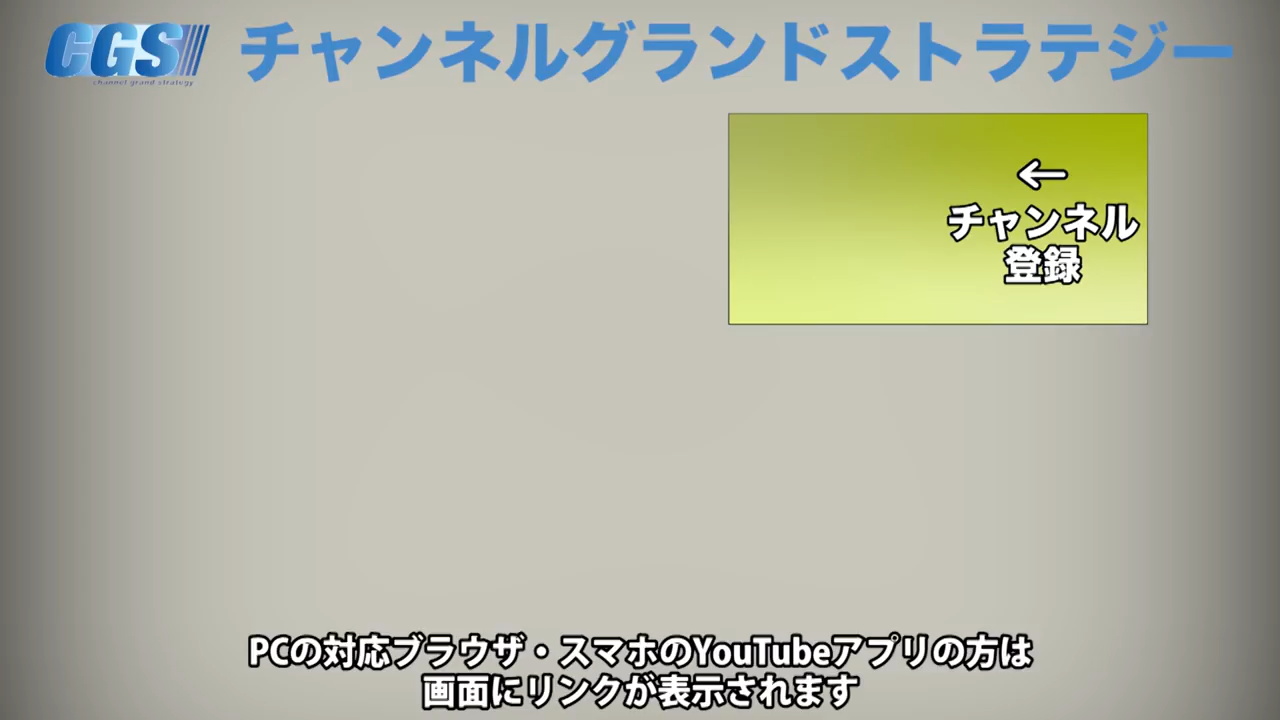 CGS
channel grand strategy
チャンネルグランドストラテジー
←
チャンネル
登録
PCの対応ブラウザ・スマホのYouTubeアプリの方は
画面にリンクが表示されます